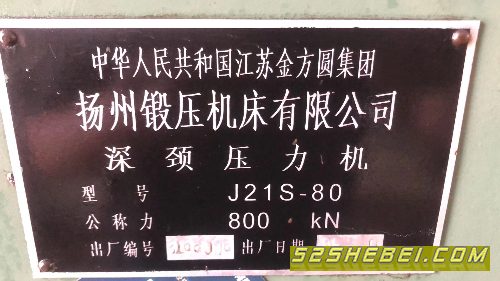 中华人民共和国江苏金方圆集团
扬州锻压机床有限公司
深颈压力机
型号 J21S-80
公称力 800 kN
出厂编号 出厂日期
52SHEBEI.COM